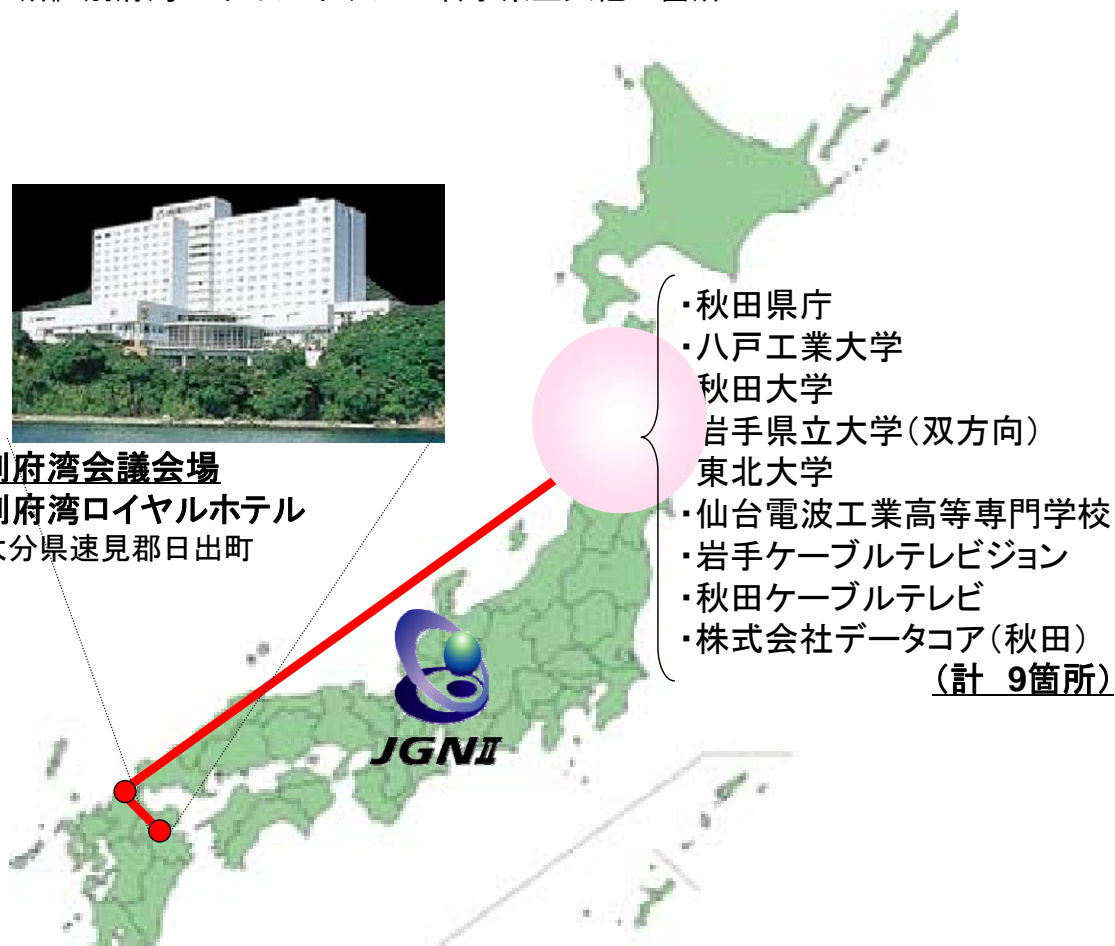 ・秋田県庁
・八戸工業大学
秋田大学
岩手県立大学（双方向）
東北大学
・仙台電波工業高等専門学校
・岩手ケーブルテレビジョン
・秋田ケーブルテレビ
・株式会社データコア（秋田）
（計　9箇所）
別府湾会議会場
別府湾ロイヤルホテル
大分県速見郡日出町
JGNⅡ